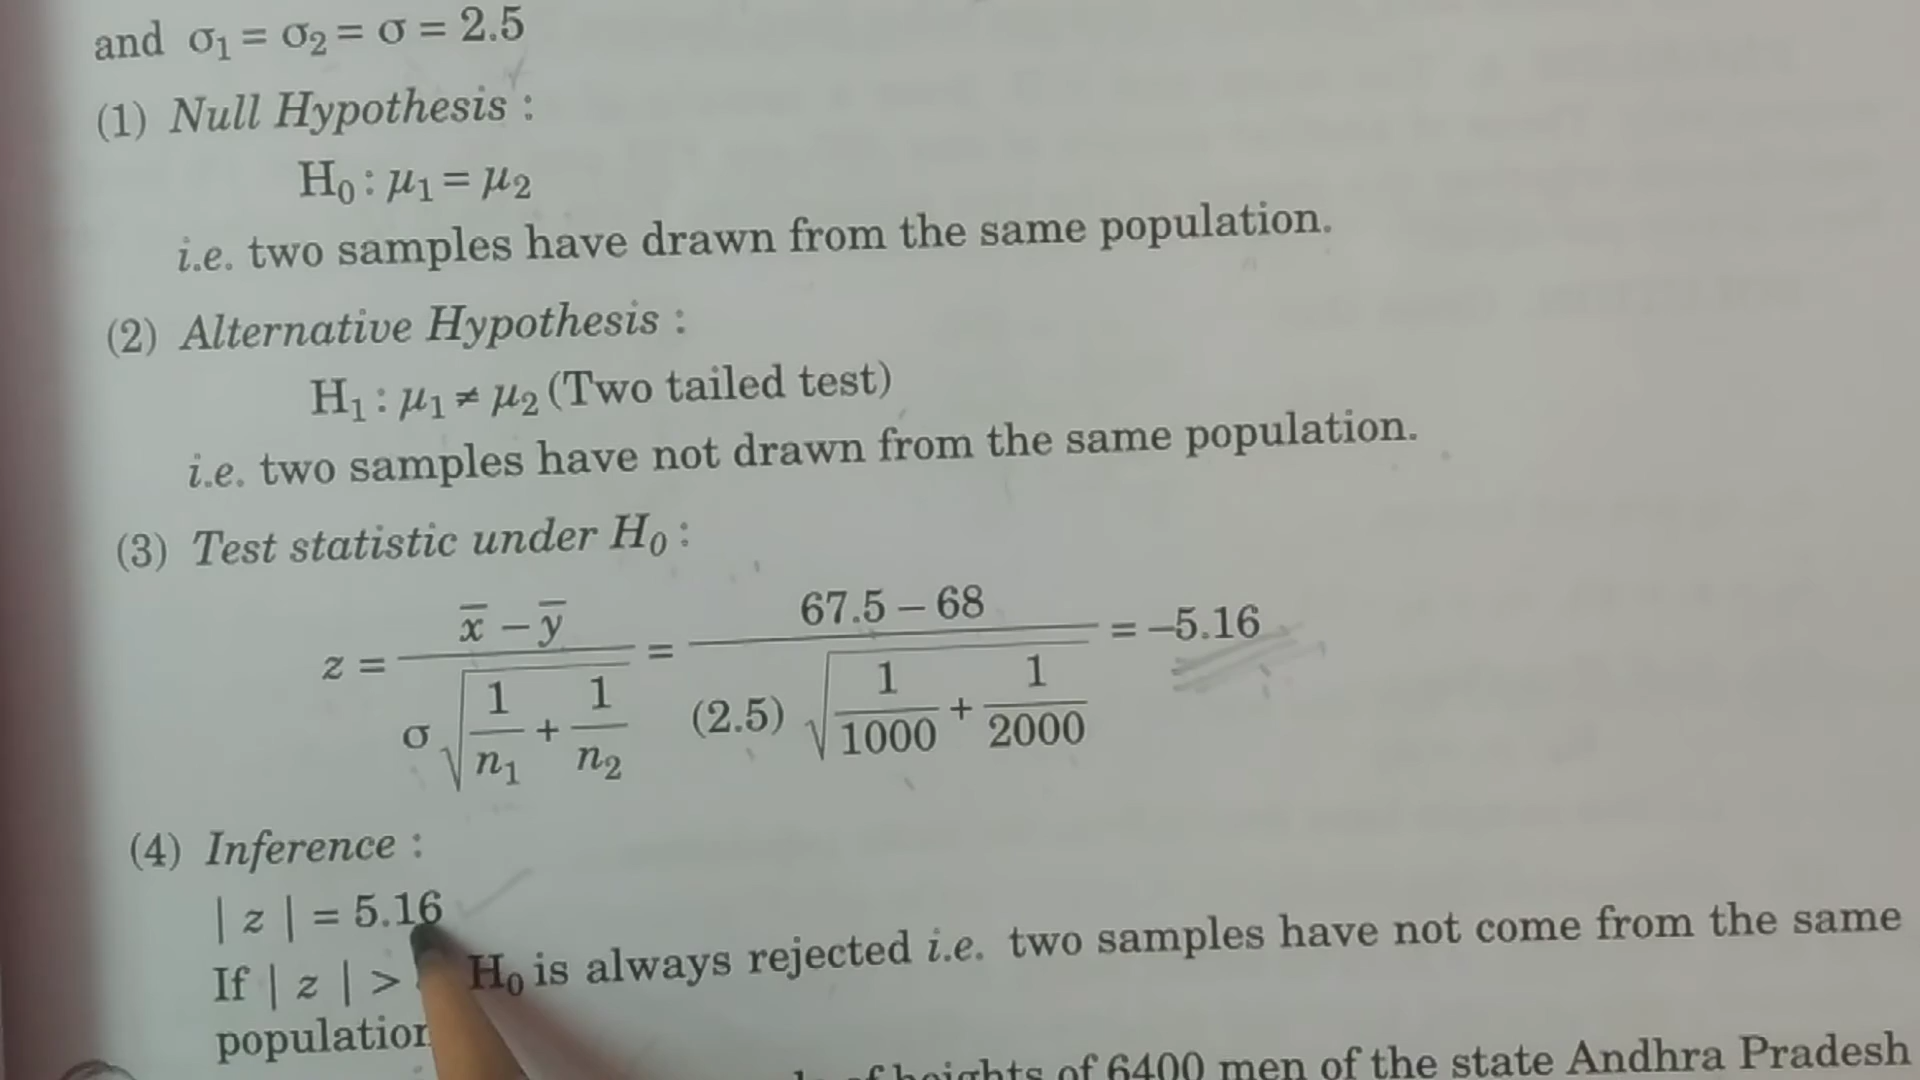 and σ₁ = σ₂ = σ = 2.5
(1) Null Hypothesis :
H₀ : μ₁ = μ₂
i.e. two samples have drawn from the same population.
(2) Alternative Hypothesis :
H₁ : μ₁ ≠ μ₂ (Two tailed test)
i.e. two samples have not drawn from the same population.
(3) Test statistic under H₀ :
z = (x̄ – ȳ) / (σ √(1/n₁ + 1/n₂)) = (67.5 – 68) / ((2.5) √(1/1000 + 1/2000)) = –5.16
(4) Inference :
| z | = 5.16
If | z | > H₀ is always rejected i.e. two samples have not come from the same
population
of heights of 6400 men of the state Andhra Pradesh